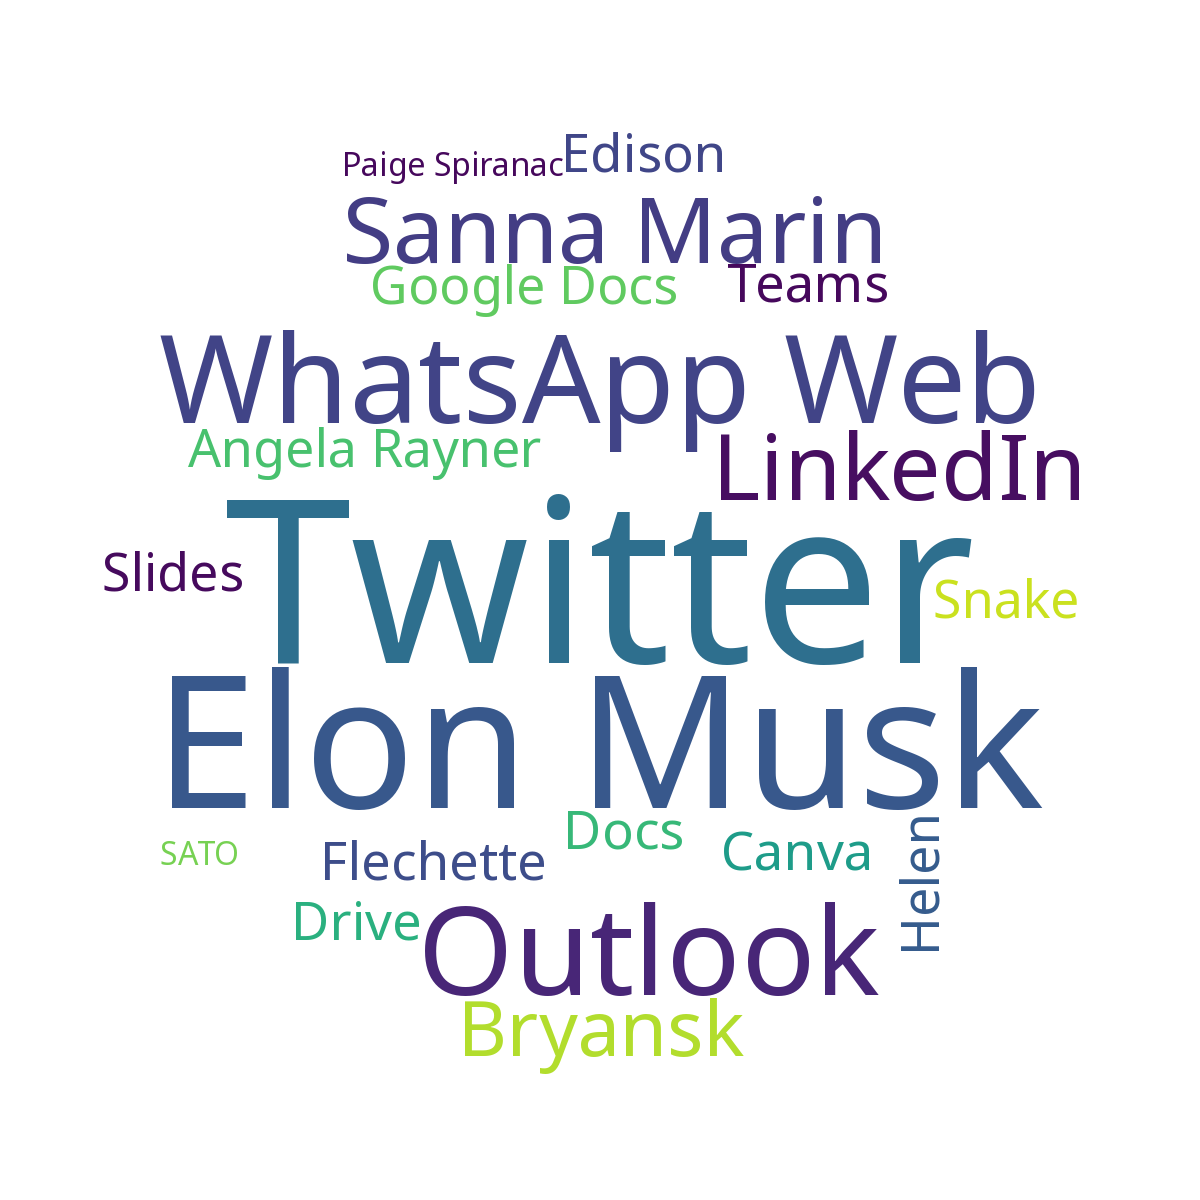 Paige Spiranac
Edison
Sanna Marin
Google Docs
Teams
WhatsApp Web
Angela Rayner
LinkedIn
Twitter
Slides
Snake
Elon Musk
Docs
Canva
Helen
SATO
Flechette
Drive
Outlook
Bryansk